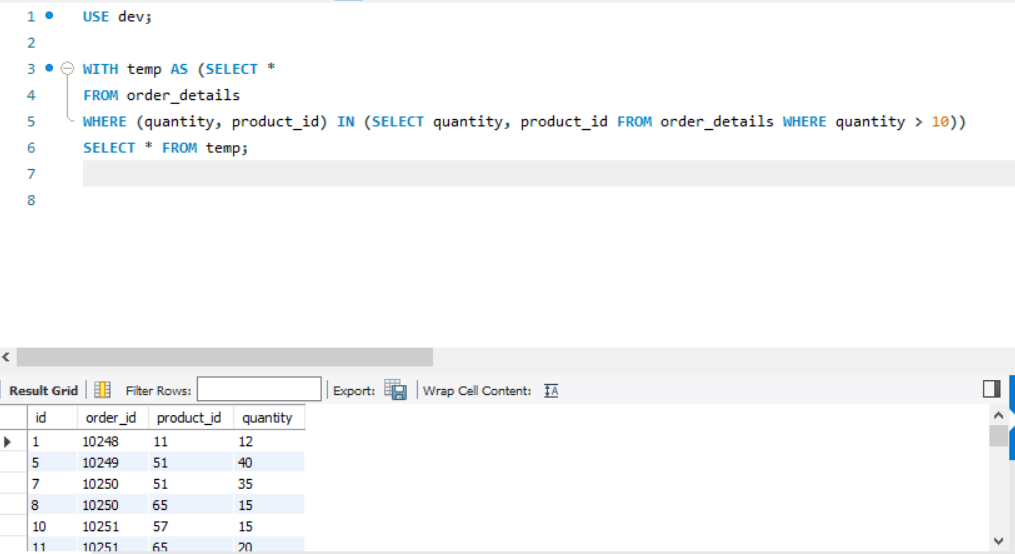 1 USE dev;
2
3 WITH temp AS (SELECT *
4 FROM order_details
5 WHERE (quantity, product_id) IN (SELECT quantity, product_id FROM order_details WHERE quantity > 10))
6 SELECT * FROM temp;
7
8
Result Grid Filter Rows: Export: Wrap Cell Content: IA
id order_id product_id quantity
1 10248 11 12
5 10249 51 40
7 10250 51 35
8 10250 65 15
10 10251 57 15
11 10251 65 20